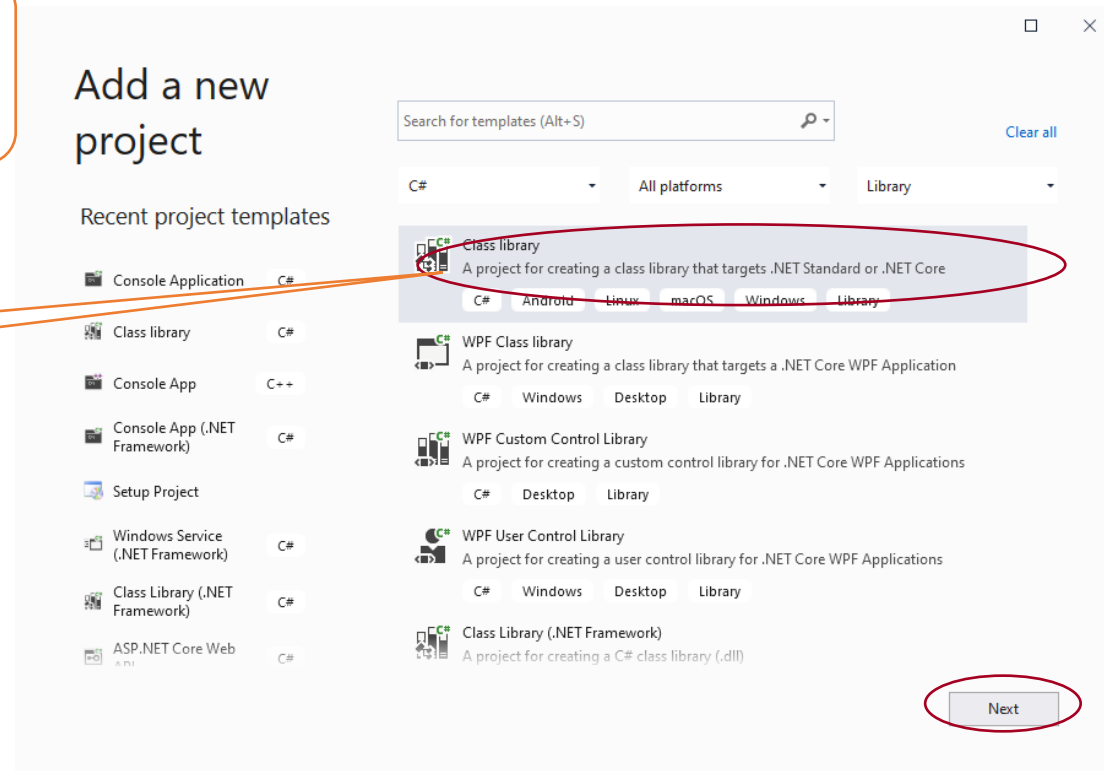 Add a new
project
Search for templates (Alt+S)
Clear all
C# All platforms Library
Recent project templates
Console Application C#
Class library C#
Console App C++
Console App (.NET
Framework) C#
Setup Project
Windows Service
(.NET Framework) C#
Class Library (.NET
Framework) C#
ASP.NET Core Web
API C#
Class library
A project for creating a class library that targets .NET Standard or .NET Core
C# Android Linux macOS Windows Library
WPF Class library
A project for creating a class library that targets a .NET Core WPF Application
C# Windows Desktop Library
WPF Custom Control Library
A project for creating a custom control library for .NET Core WPF Applications
C# Desktop Library
WPF User Control Library
A project for creating a user control library for .NET Core WPF Applications
C# Windows Desktop Library
Class Library (.NET Framework)
A project for creating a C# class library (.dll)
Next